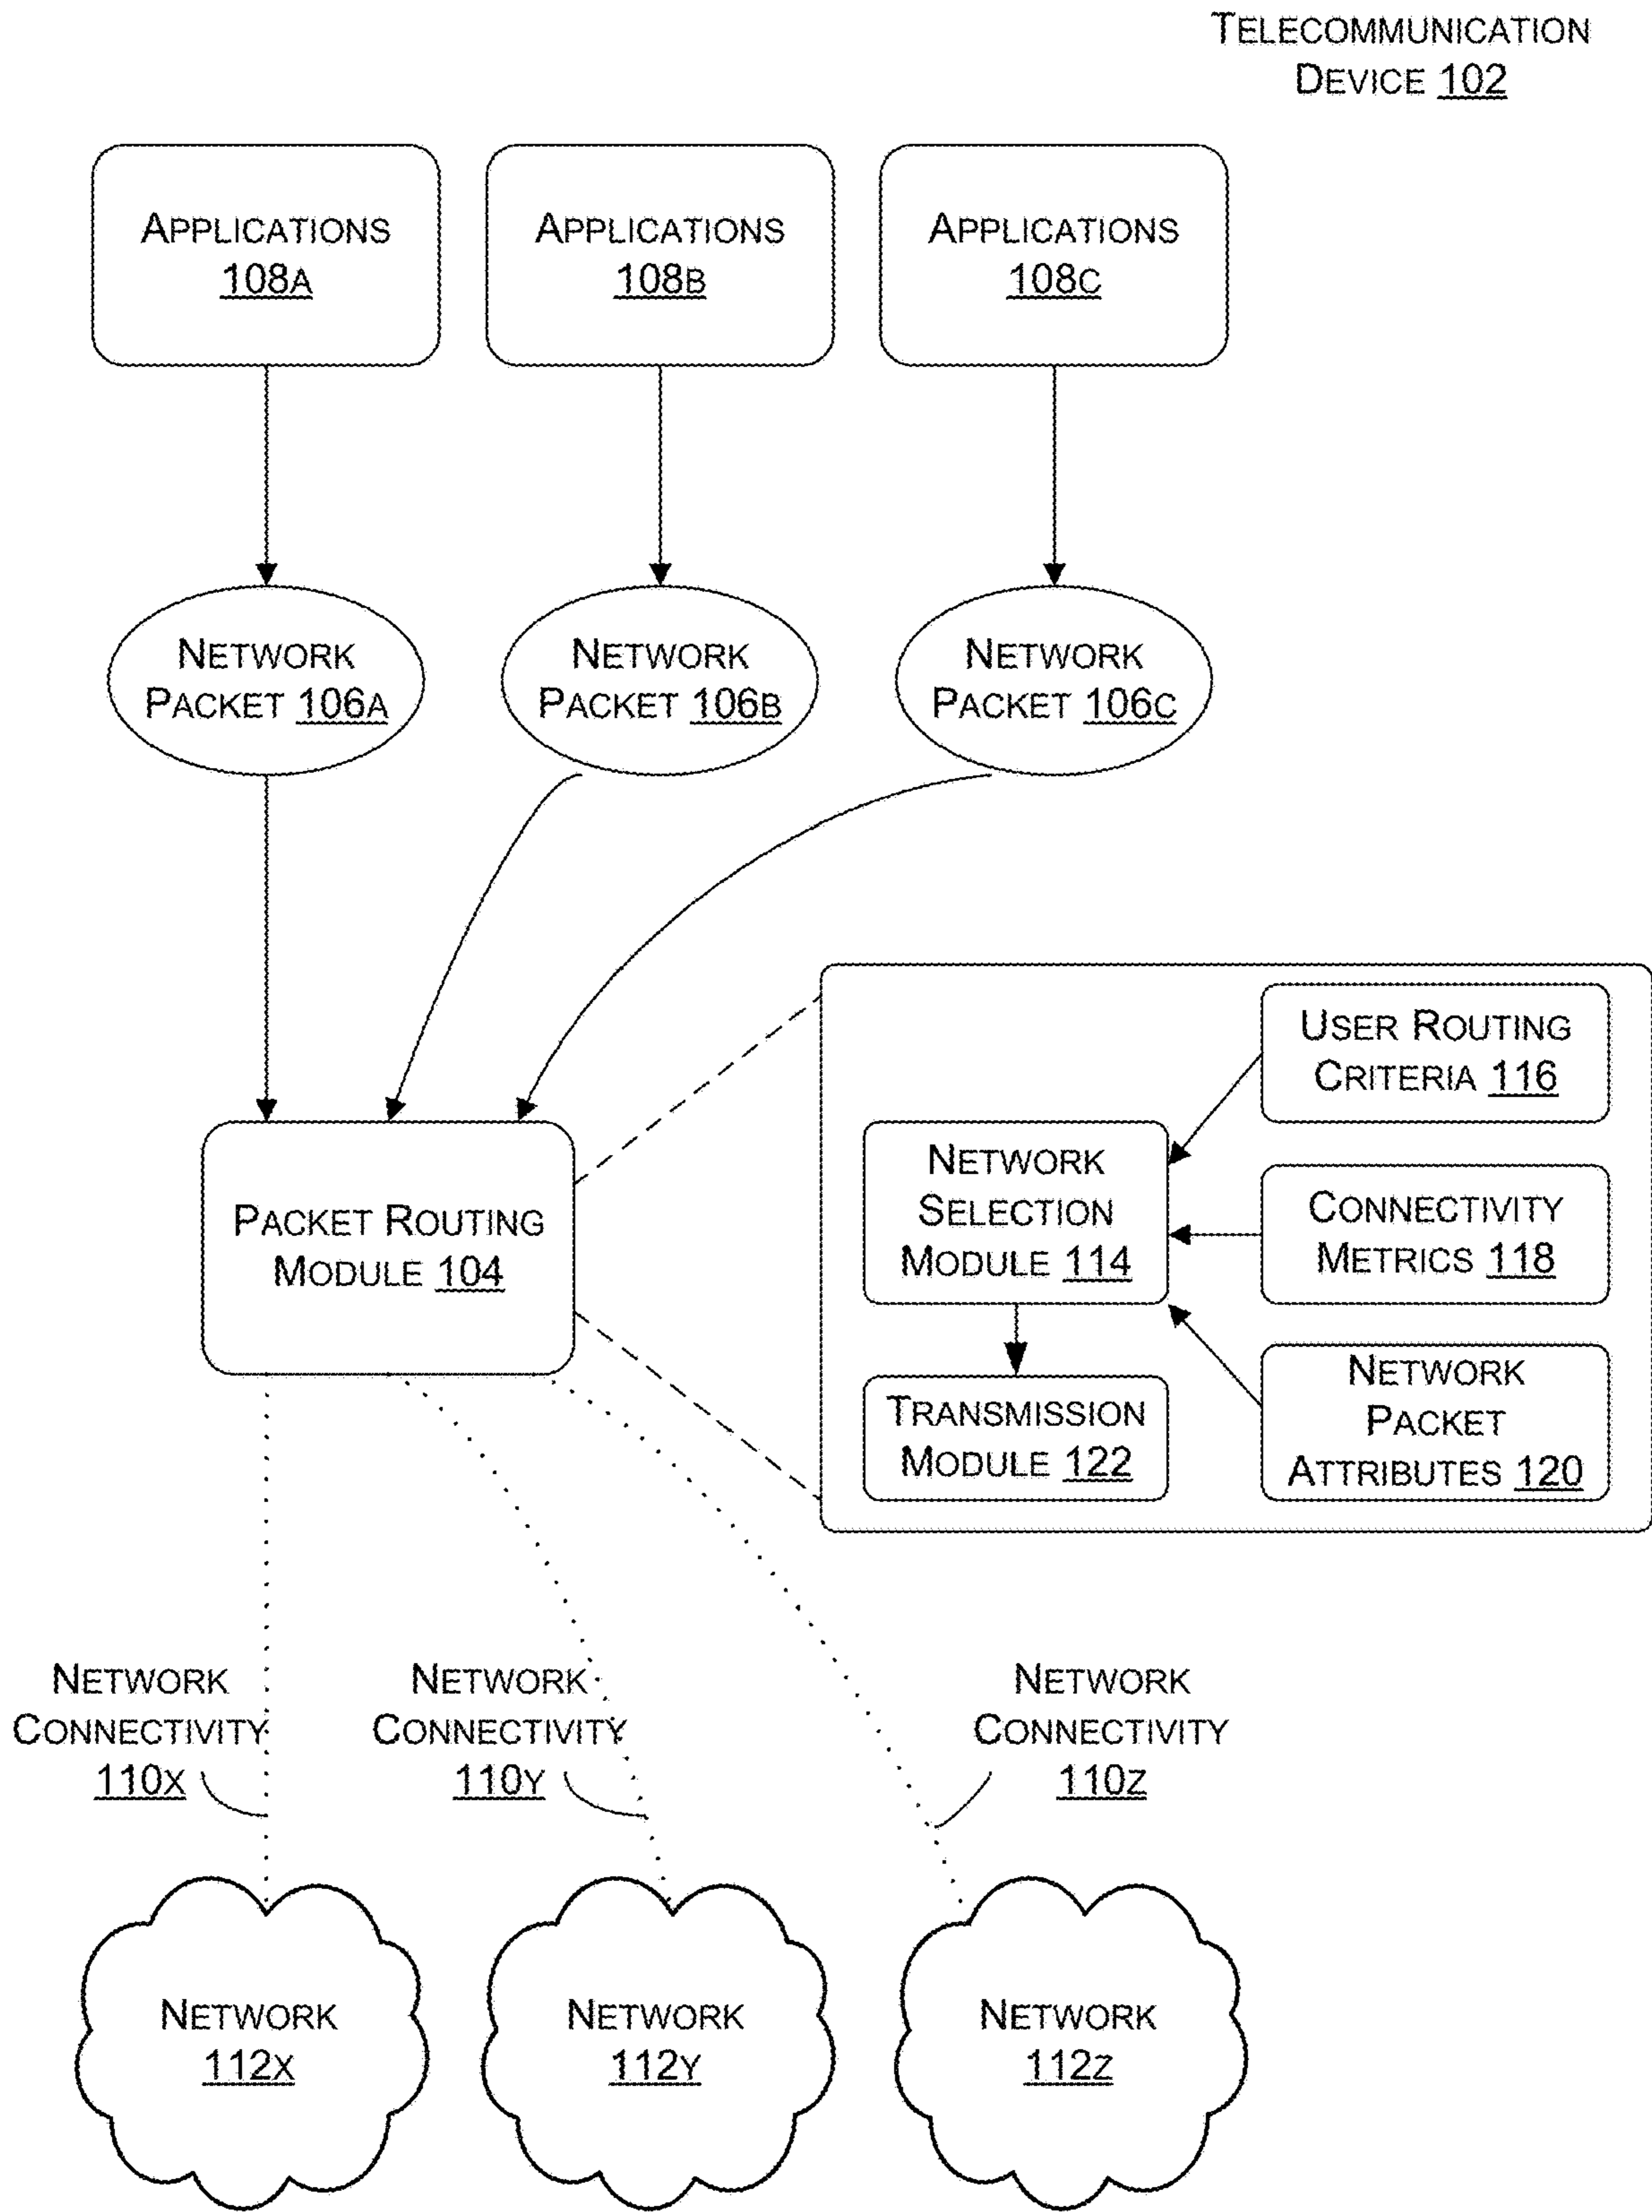 TELECOMMUNICATION
DEVICE 102
APPLICATIONS
108A
APPLICATIONS
108B
APPLICATIONS
108C
NETWORK
PACKET 106A
NETWORK
PACKET 106B
NETWORK
PACKET 106C
PACKET ROUTING
MODULE 104
USER ROUTING
CRITERIA 116
NETWORK
SELECTION
MODULE 114
CONNECTIVITY
METRICS 118
TRANSMISSION
MODULE 122
NETWORK
PACKET
ATTRIBUTES 120
NETWORK
CONNECTIVITY
110X
NETWORK
CONNECTIVITY
110Y
NETWORK
CONNECTIVITY
110Z
NETWORK
112X
NETWORK
112Y
NETWORK
112Z